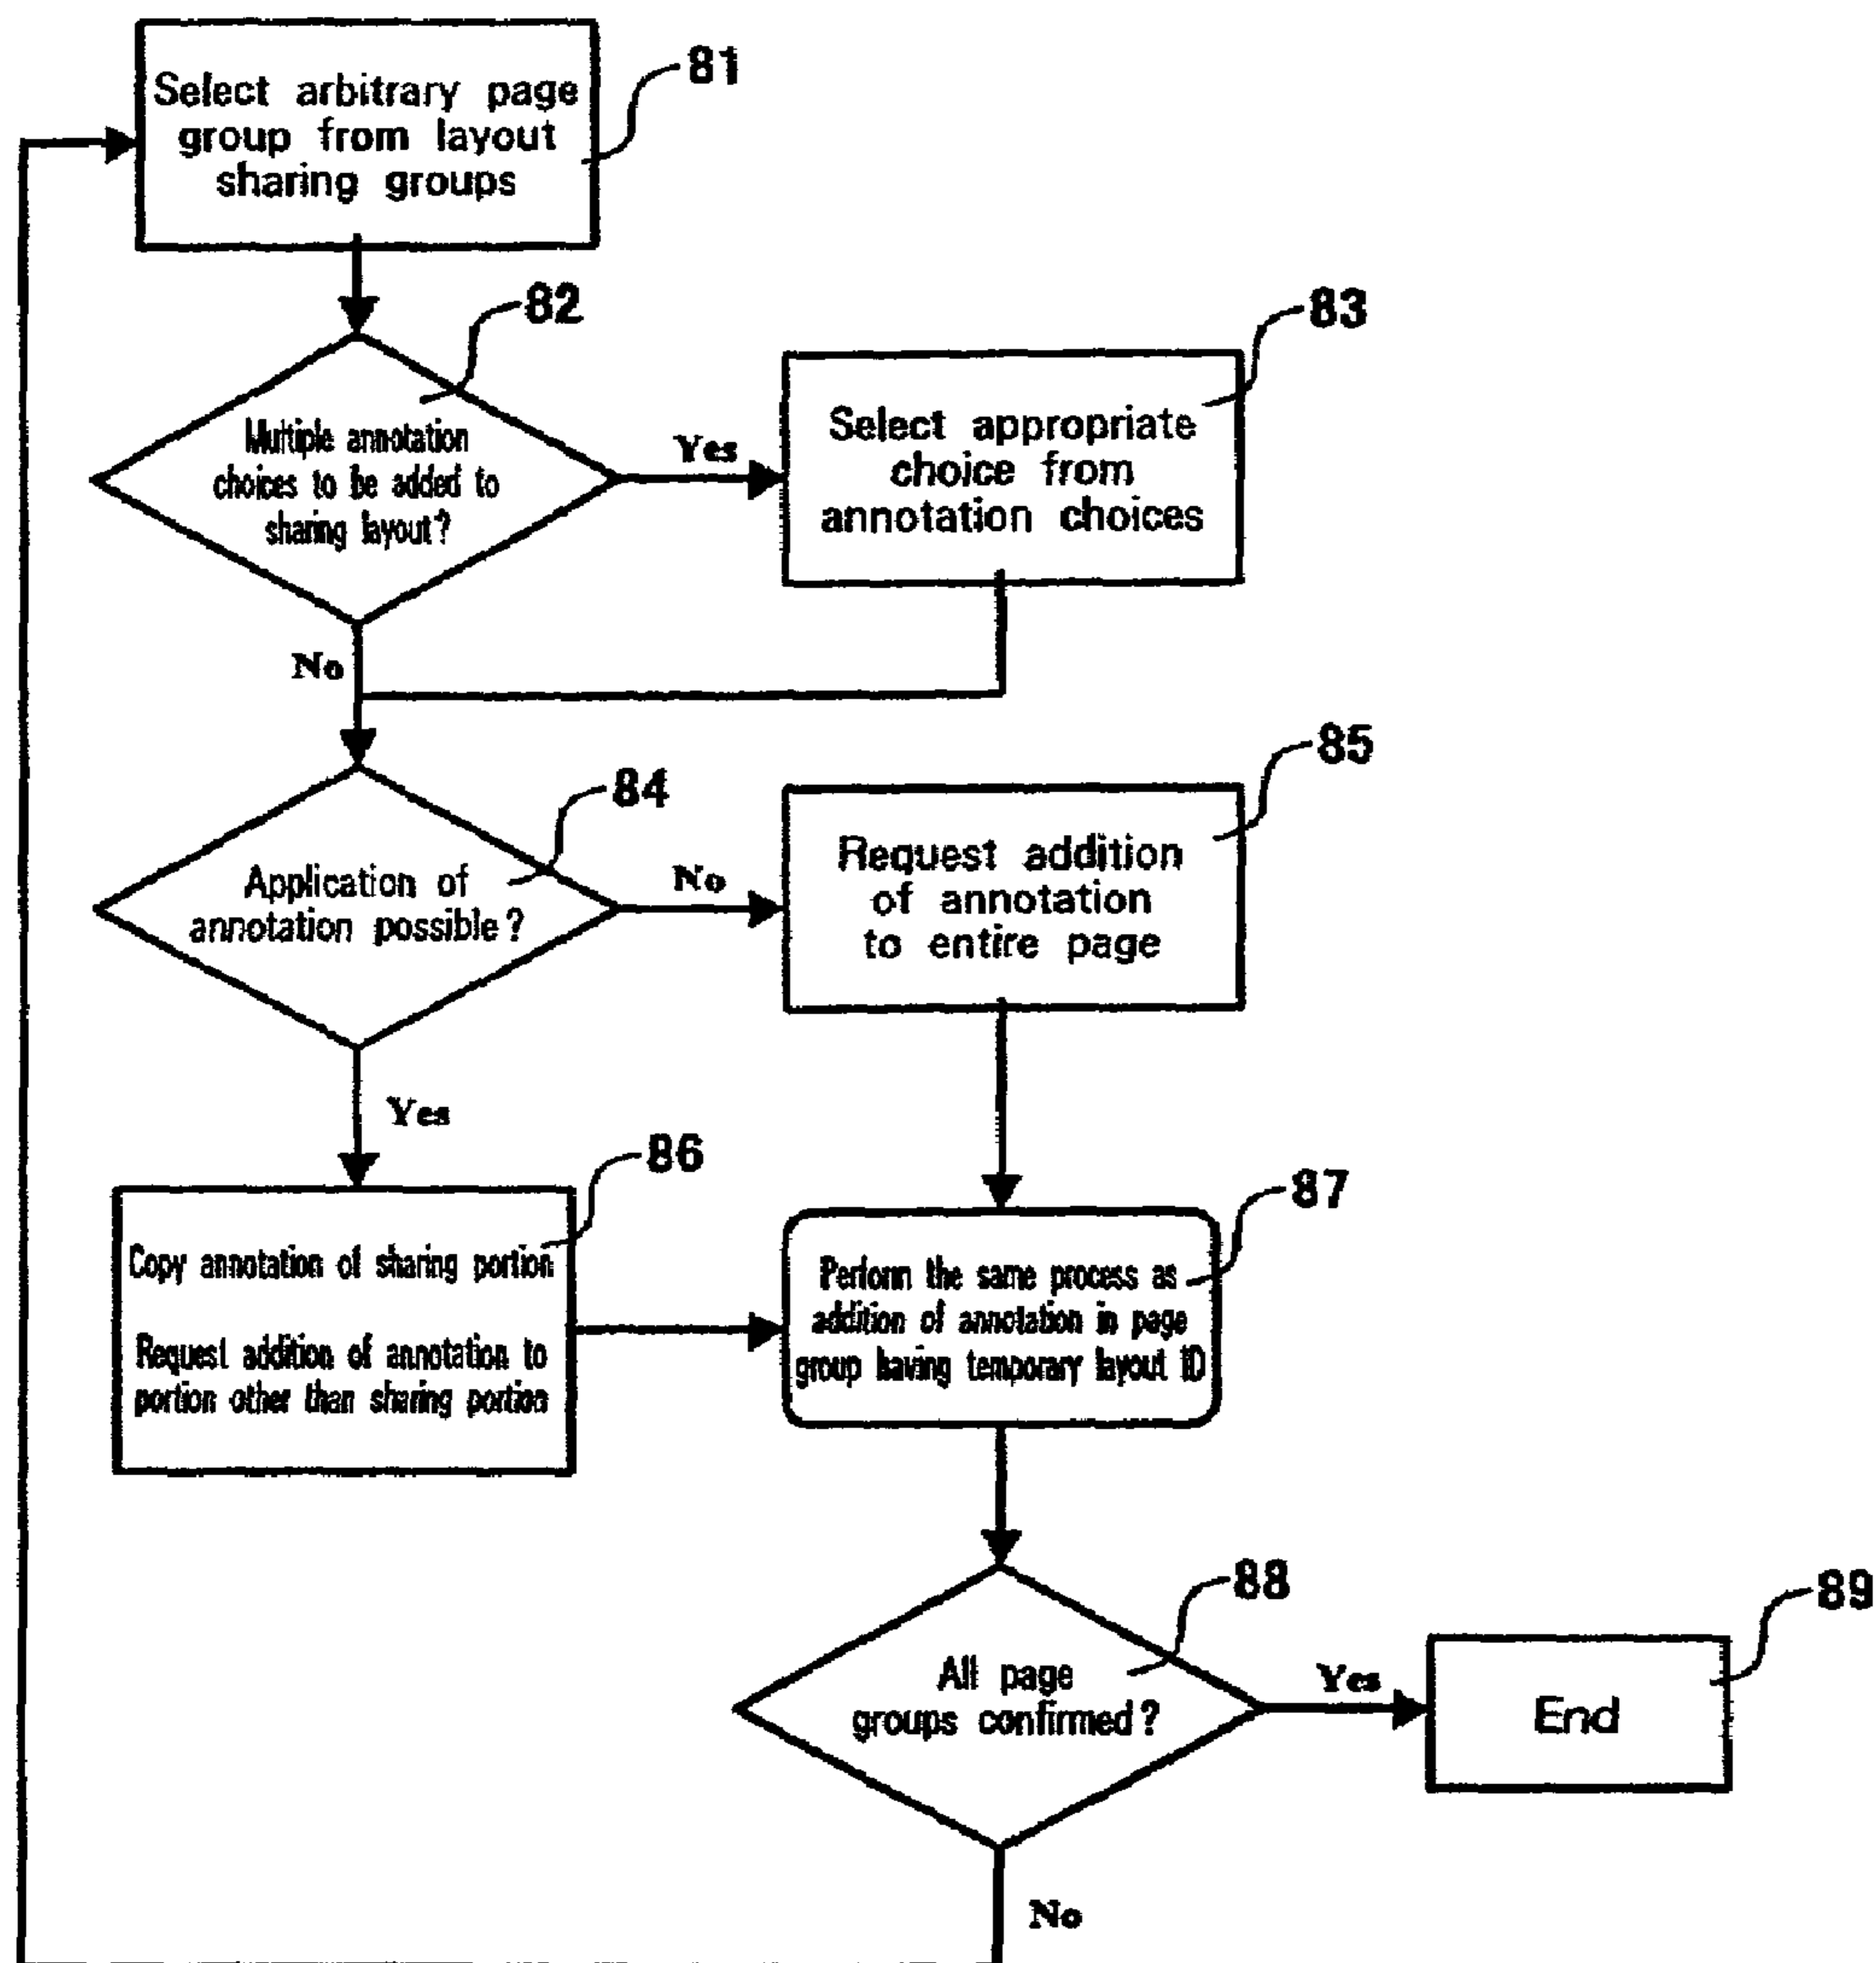 81
Select arbitrary page
group from layout
sharing groups
82
Multiple annotation
choices to be added to
sharing layout?
Yes
83
Select appropriate
choice from
annotation choices
No
84
Application of
annotation possible?
No
85
Request addition
of annotation
to entire page
Yes
86
Copy annotation of sharing portion
Request addition of annotation to
portion other than sharing portion
87
Perform the same process as
addition of annotation in page
group having temporary layout ID
88
All page
groups confirmed?
Yes
89
End
No